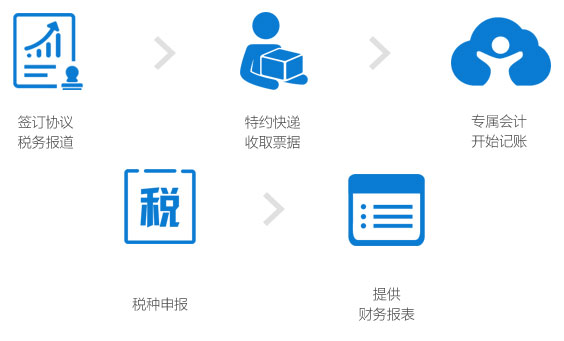 签订协议
税务报道
特约快递
收取票据
专属会计
开始记账
税
税种申报
提供
财务报表